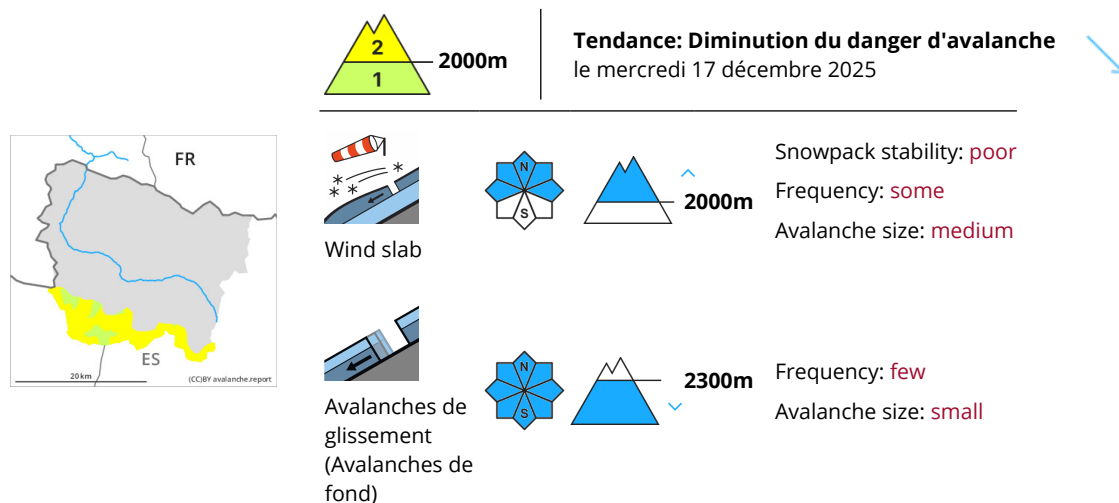 2
1
2000m
Tendance: Diminution du danger d'avalanche
le mercredi 17 décembre 2025
FR
ES
20 km
(CC)BY avalanche.report
Wind slab
N
S
2000m
Snowpack stability: poor
Frequency: some
Avalanche size: medium
Avalanches de
glissement
(Avalanches de
fond)
N
S
2300m
Frequency: few
Avalanche size: small